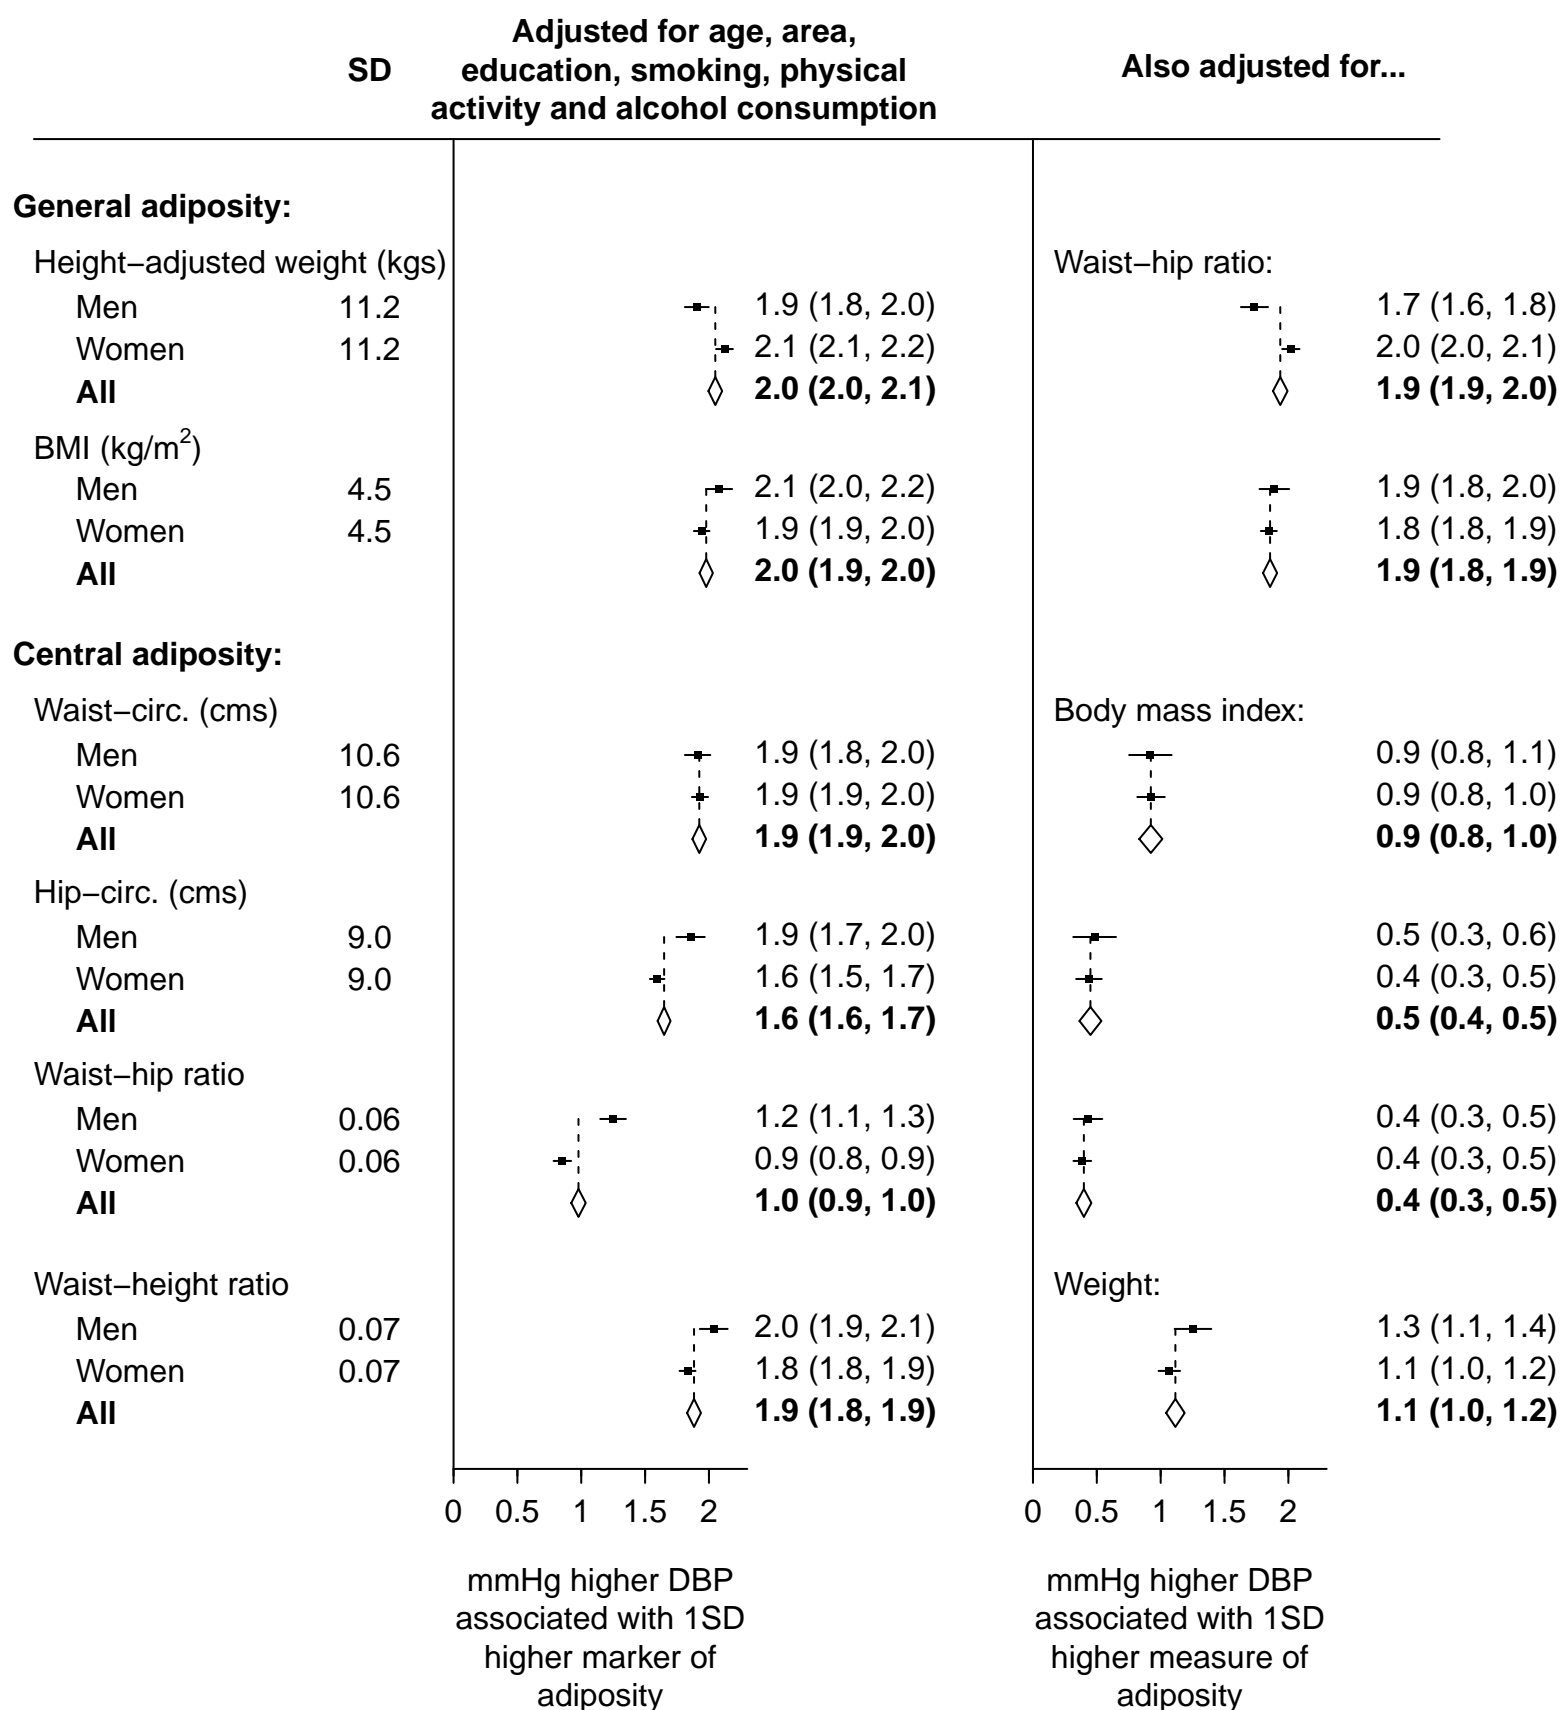 SD
Adjusted for age, area,
education, smoking, physical
activity and alcohol consumption
Also adjusted for...
General adiposity:
Height−adjusted weight (kgs)
Waist−hip ratio:
Men 11.2 1.9 (1.8, 2.0) 1.7 (1.6, 1.8)
Women 11.2 2.1 (2.1, 2.2) 2.0 (2.0, 2.1)
All 2.0 (2.0, 2.1) 1.9 (1.9, 2.0)
BMI (kg/m²)
Men 4.5 2.1 (2.0, 2.2) 1.9 (1.8, 2.0)
Women 4.5 1.9 (1.9, 2.0) 1.8 (1.8, 1.9)
All 2.0 (1.9, 2.0) 1.9 (1.8, 1.9)
Central adiposity:
Waist−circ. (cms)
Body mass index:
Men 10.6 1.9 (1.8, 2.0) 0.9 (0.8, 1.1)
Women 10.6 1.9 (1.9, 2.0) 0.9 (0.8, 1.0)
All 1.9 (1.9, 2.0) 0.9 (0.8, 1.0)
Hip−circ. (cms)
Men 9.0 1.9 (1.7, 2.0) 0.5 (0.3, 0.6)
Women 9.0 1.6 (1.5, 1.7) 0.4 (0.3, 0.5)
All 1.6 (1.6, 1.7) 0.5 (0.4, 0.5)
Waist−hip ratio
Men 0.06 1.2 (1.1, 1.3) 0.4 (0.3, 0.5)
Women 0.06 0.9 (0.8, 0.9) 0.4 (0.3, 0.5)
All 1.0 (0.9, 1.0) 0.4 (0.3, 0.5)
Waist−height ratio
Weight:
Men 0.07 2.0 (1.9, 2.1) 1.3 (1.1, 1.4)
Women 0.07 1.8 (1.8, 1.9) 1.1 (1.0, 1.2)
All 1.9 (1.8, 1.9) 1.1 (1.0, 1.2)
0 0.5 1 1.5 2
0 0.5 1 1.5 2
mmHg higher DBP
associated with 1SD
higher marker of
adiposity
mmHg higher DBP
associated with 1SD
higher measure of
adiposity